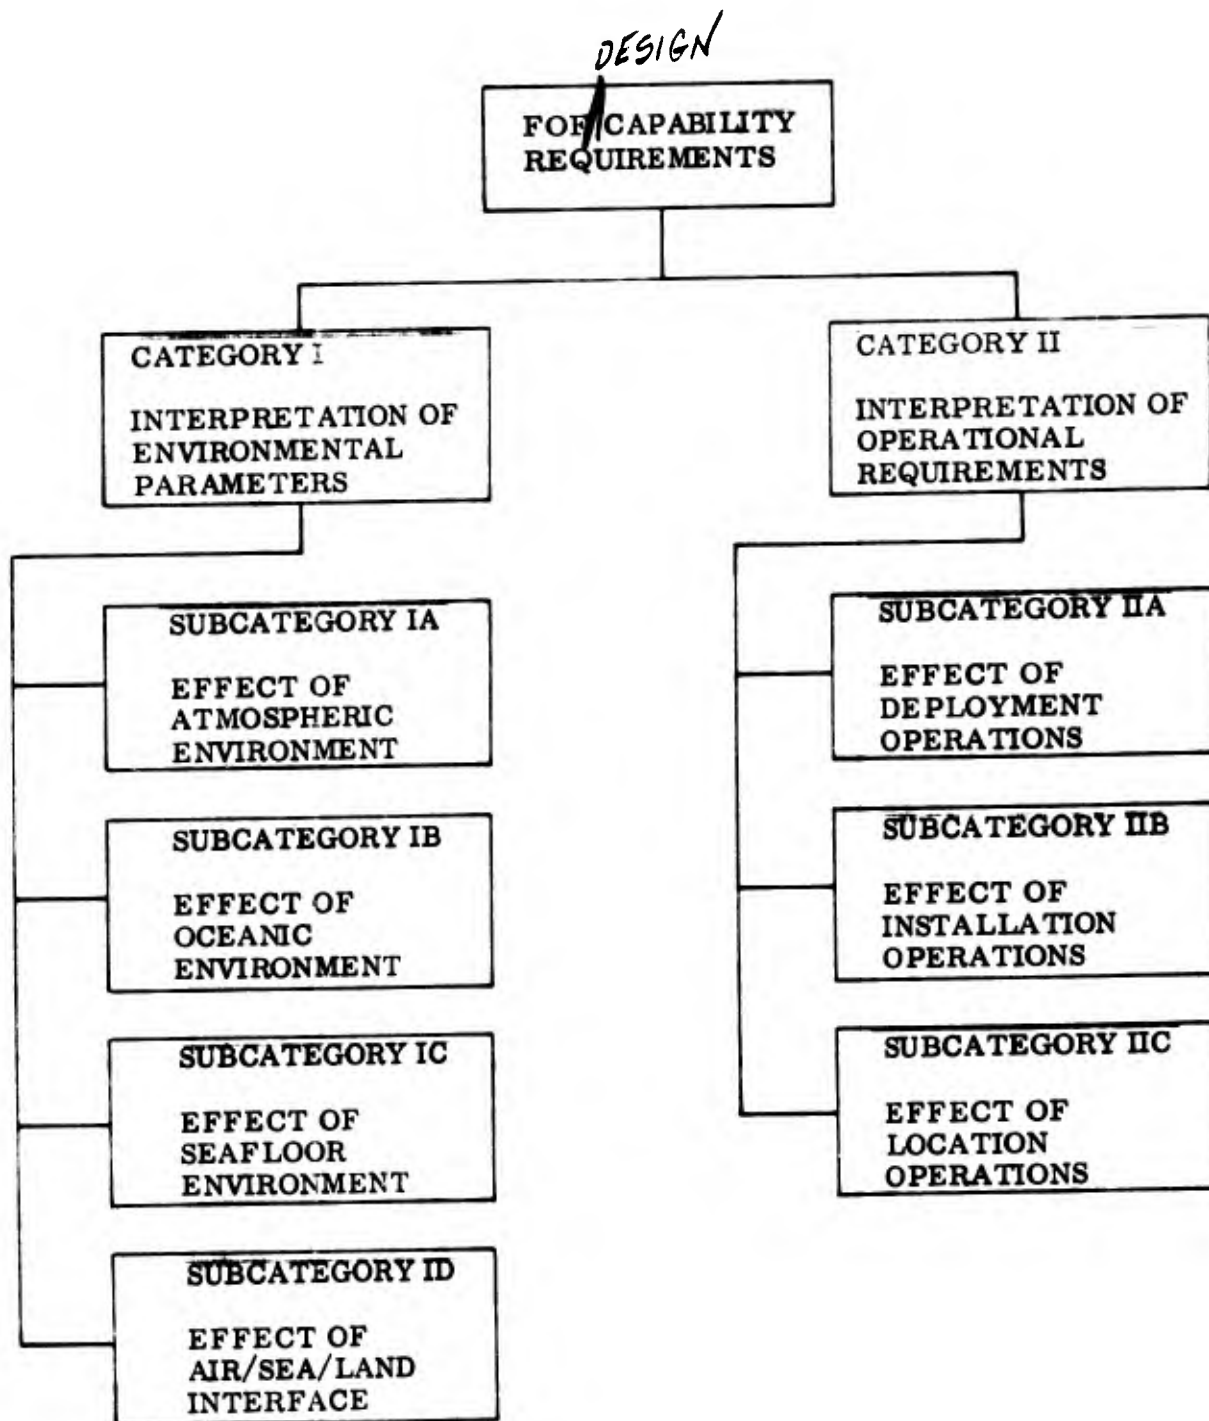 DESIGN
FOF CAPABILITY
REQUIREMENTS
CATEGORY I
INTERPRETATION OF
ENVIRONMENTAL
PARAMETERS
SUBCATEGORY IA
EFFECT OF
ATMOSPHERIC
ENVIRONMENT
SUBCATEGORY IB
EFFECT OF
OCEANIC
ENVIRONMENT
SUBCATEGORY IC
EFFECT OF
SEAFLOOR
ENVIRONMENT
SUBCATEGORY ID
EFFECT OF
AIR/SEA/LAND
INTERFACE
CATEGORY II
INTERPRETATION OF
OPERATIONAL
REQUIREMENTS
SUBCATEGORY IIA
EFFECT OF
DEPLOYMENT
OPERATIONS
SUBCATEGORY IIB
EFFECT OF
INSTALLATION
OPERATIONS
SUBCATEGORY IIC
EFFECT OF
LOCATION
OPERATIONS